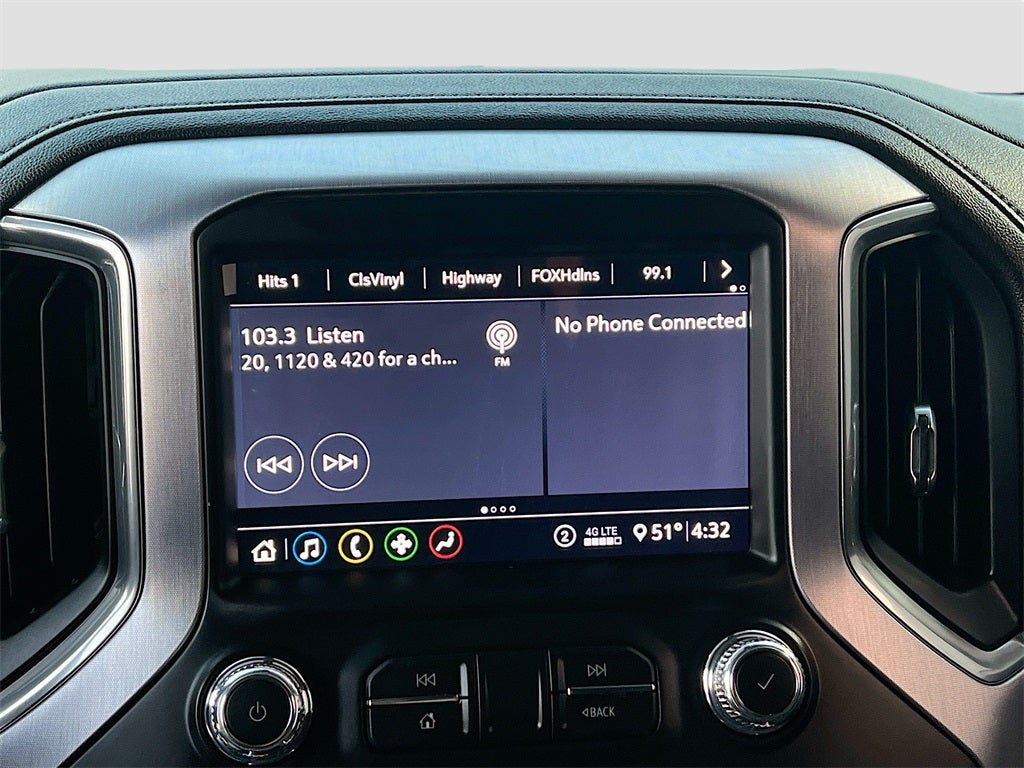 Hits 1 ClsVinyl Highway FOXHdlns 99.1
103.3 Listen
20, 1120 & 420 for a ch...
FM
No Phone Connected
2 4G LTE 51° 4:32
BACK